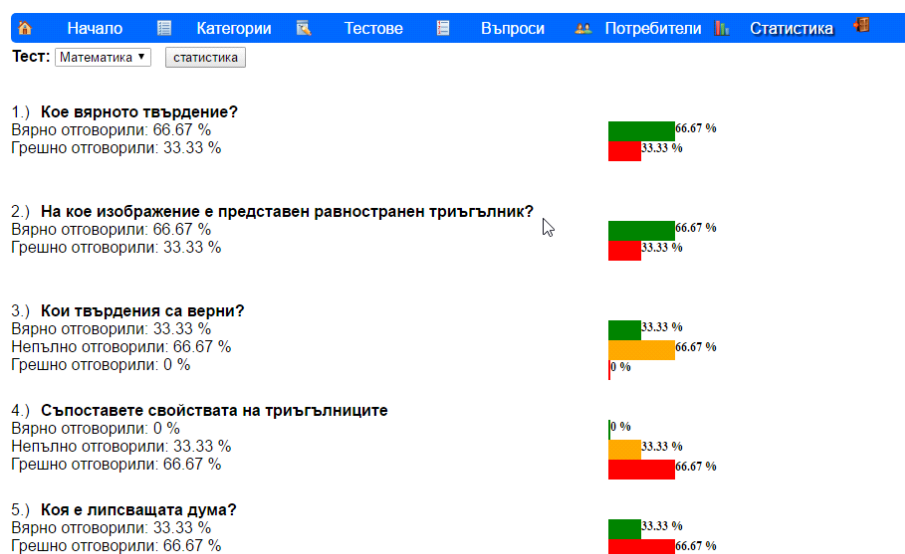 Начало Категории Тестове Въпроси Потребители Статистика
Тест: Математика статистика
1.) Кое вярното твърдение?
Вярно отговорили: 66.67 % 66.67 %
Грешно отговорили: 33.33 % 33.33 %
2.) На кое изображение е представен равностранен триъгълник?
Вярно отговорили: 66.67 % 66.67 %
Грешно отговорили: 33.33 % 33.33 %
3.) Кои твърдения са верни?
Вярно отговорили: 33.33 % 33.33 %
Непълно отговорили: 66.67 % 66.67 %
Грешно отговорили: 0 % 0 %
4.) Съпоставете свойствата на триъгълниците
Вярно отговорили: 0 % 0 %
Непълно отговорили: 33.33 % 33.33 %
Грешно отговорили: 66.67 % 66.67 %
5.) Коя е липсващата дума?
Вярно отговорили: 33.33 % 33.33 %
Грешно отговорили: 66.67 % 66.67 %